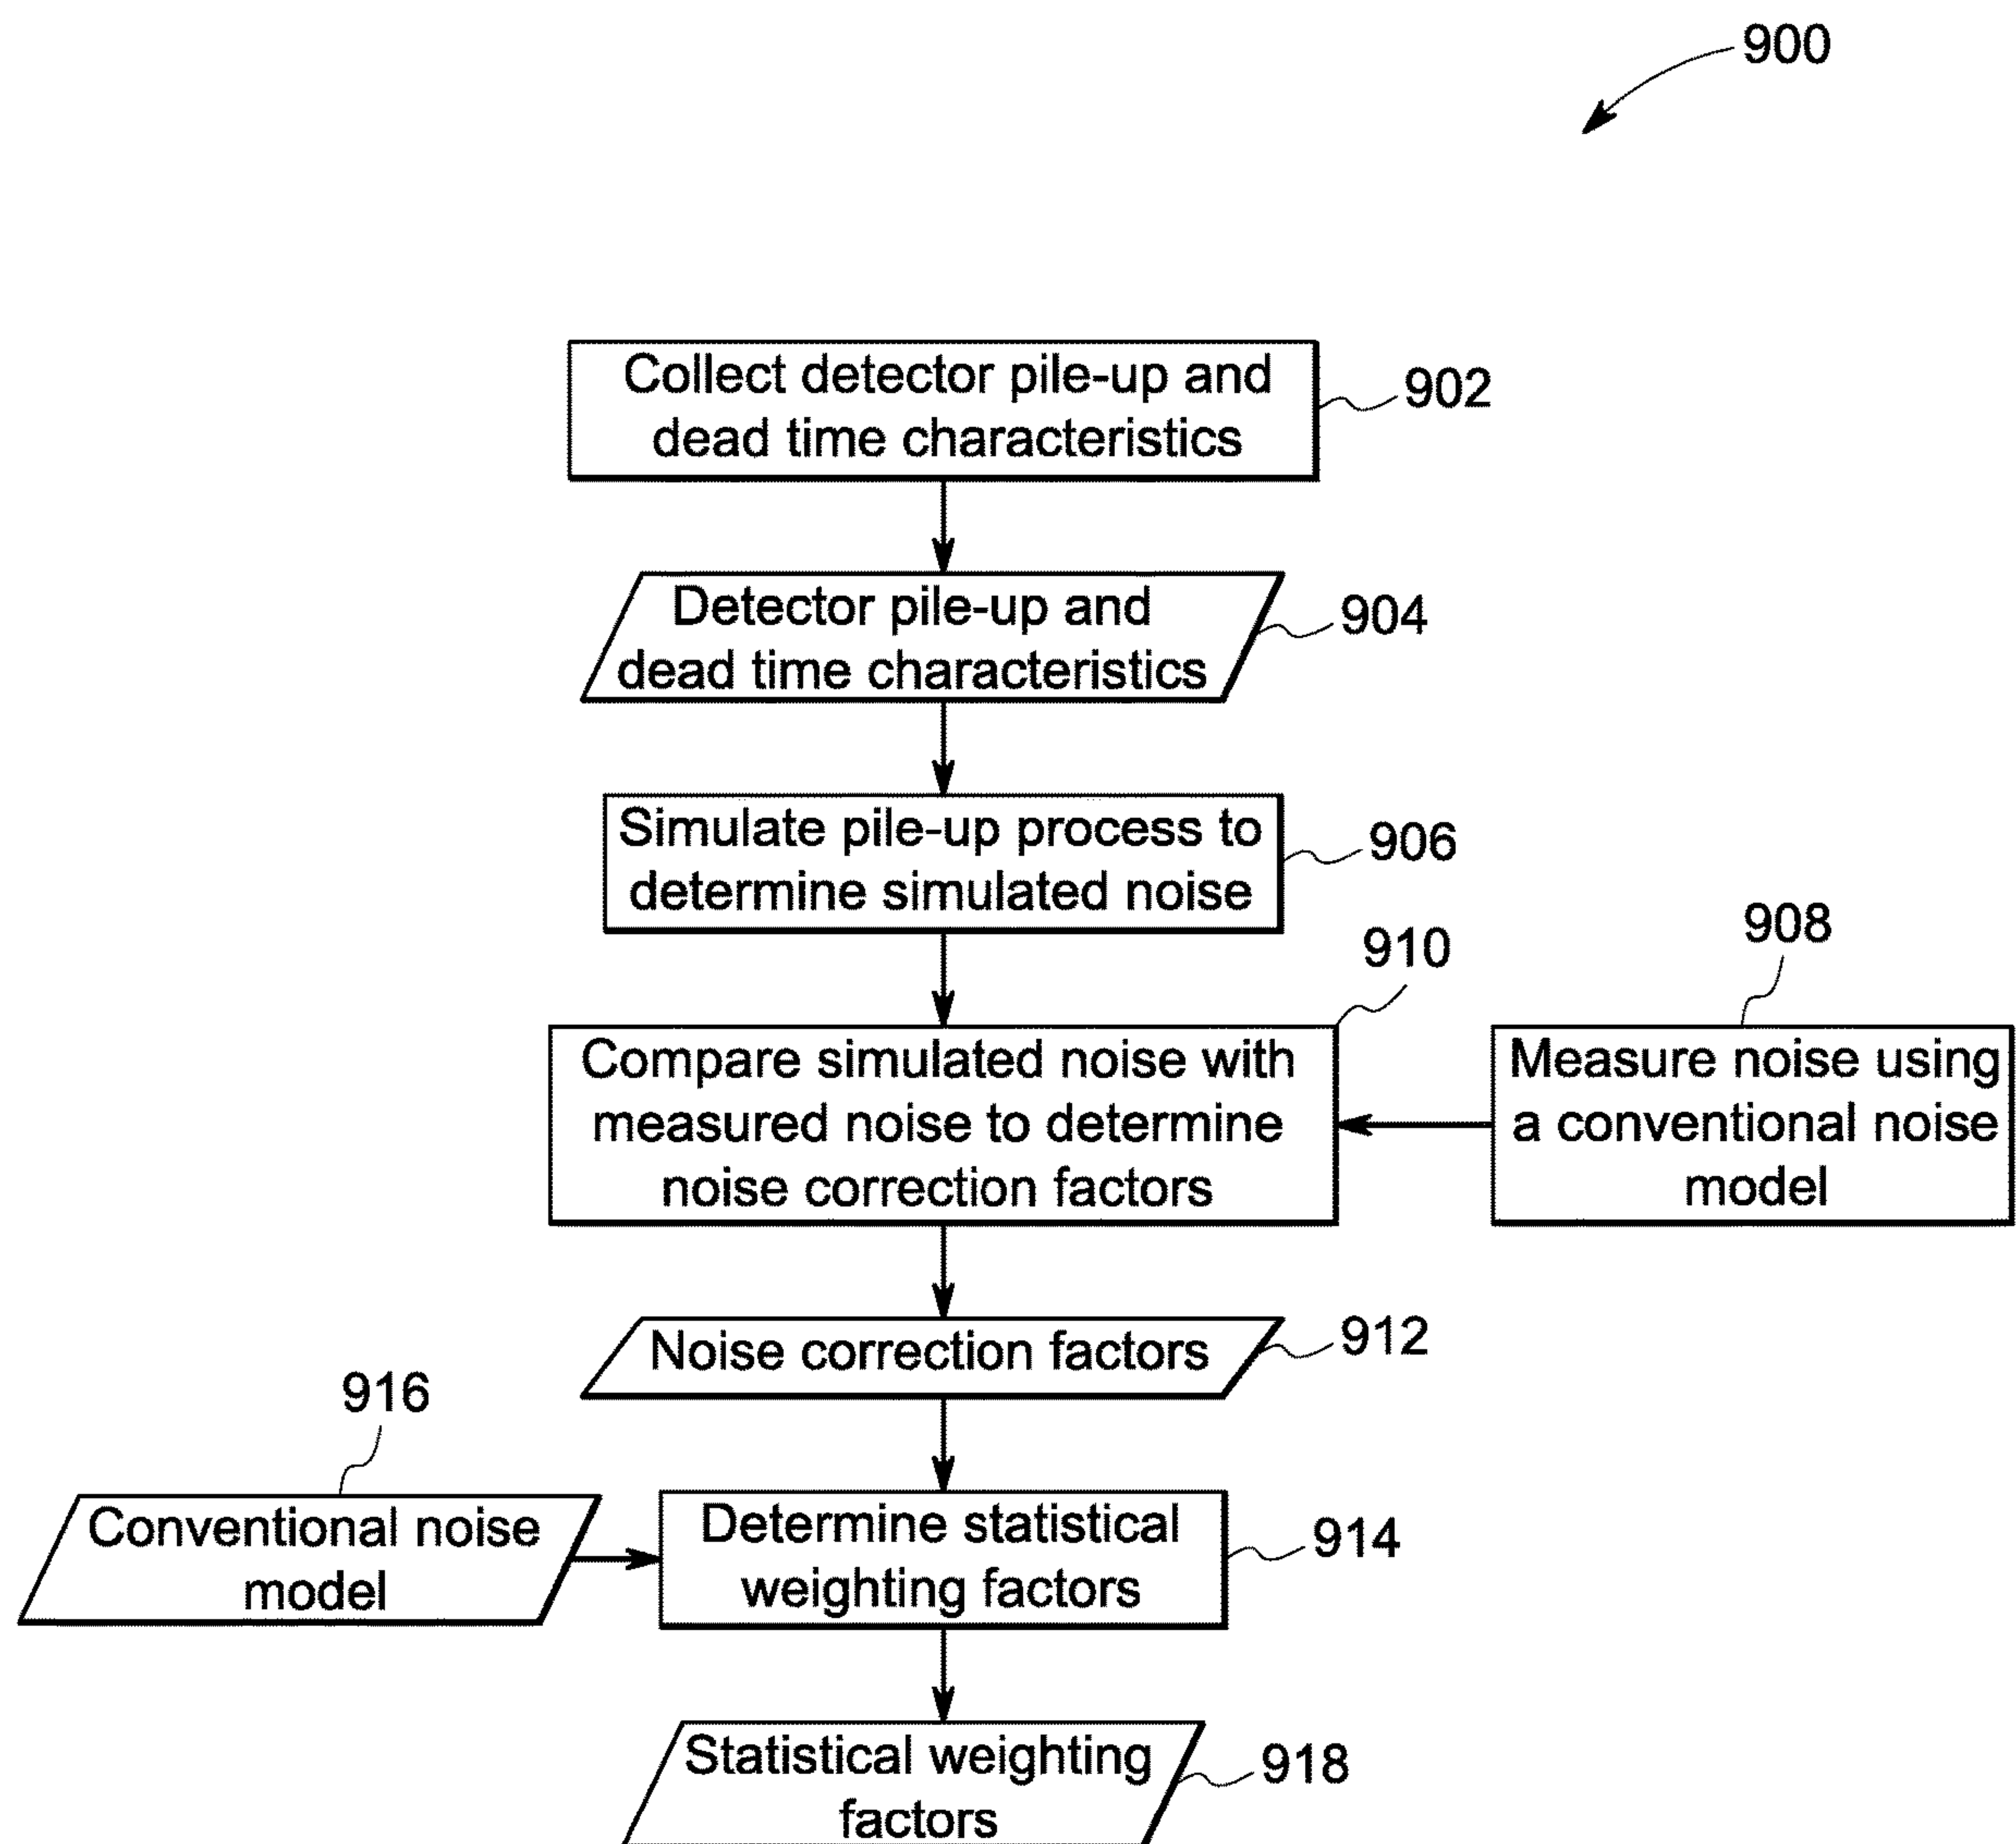 900
Collect detector pile-up and
dead time characteristics
902
Detector pile-up and
dead time characteristics
904
Simulate pile-up process to
determine simulated noise
906
910
908
Compare simulated noise with
measured noise to determine
noise correction factors
Measure noise using
a conventional noise
model
Noise correction factors
912
916
Conventional noise
model
Determine statistical
weighting factors
914
Statistical weighting
factors
918